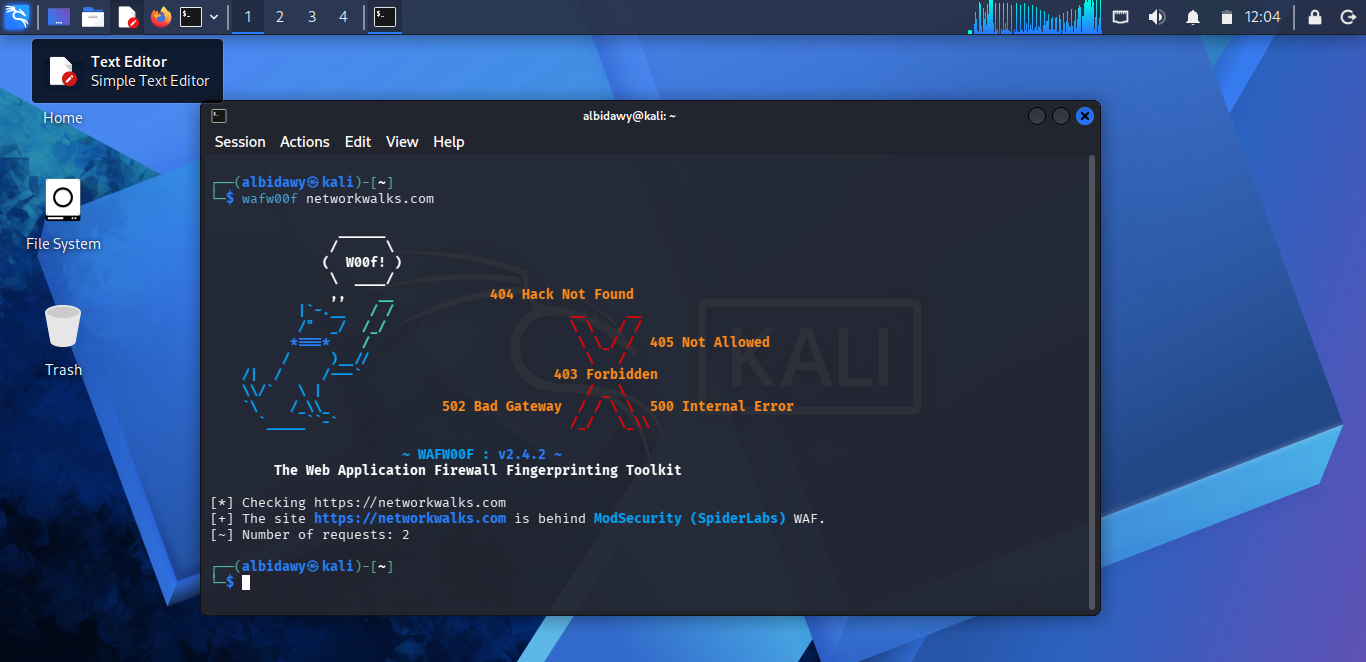 1 2 3 4 12:04
Text Editor
Simple Text Editor
Home
File System
Trash
albidawy@kali: ~
Session Actions Edit View Help
┌──(albidawy㉿kali)-[~]
└─$ wafw00f networkwalks.com
W00f!
404 Hack Not Found
405 Not Allowed
403 Forbidden
502 Bad Gateway 500 Internal Error
~ WAFW00F : v2.4.2 ~
The Web Application Firewall Fingerprinting Toolkit
[*] Checking https://networkwalks.com
[+] The site https://networkwalks.com is behind ModSecurity (SpiderLabs) WAF.
[~] Number of requests: 2
┌──(albidawy㉿kali)-[~]
└─$
KALI